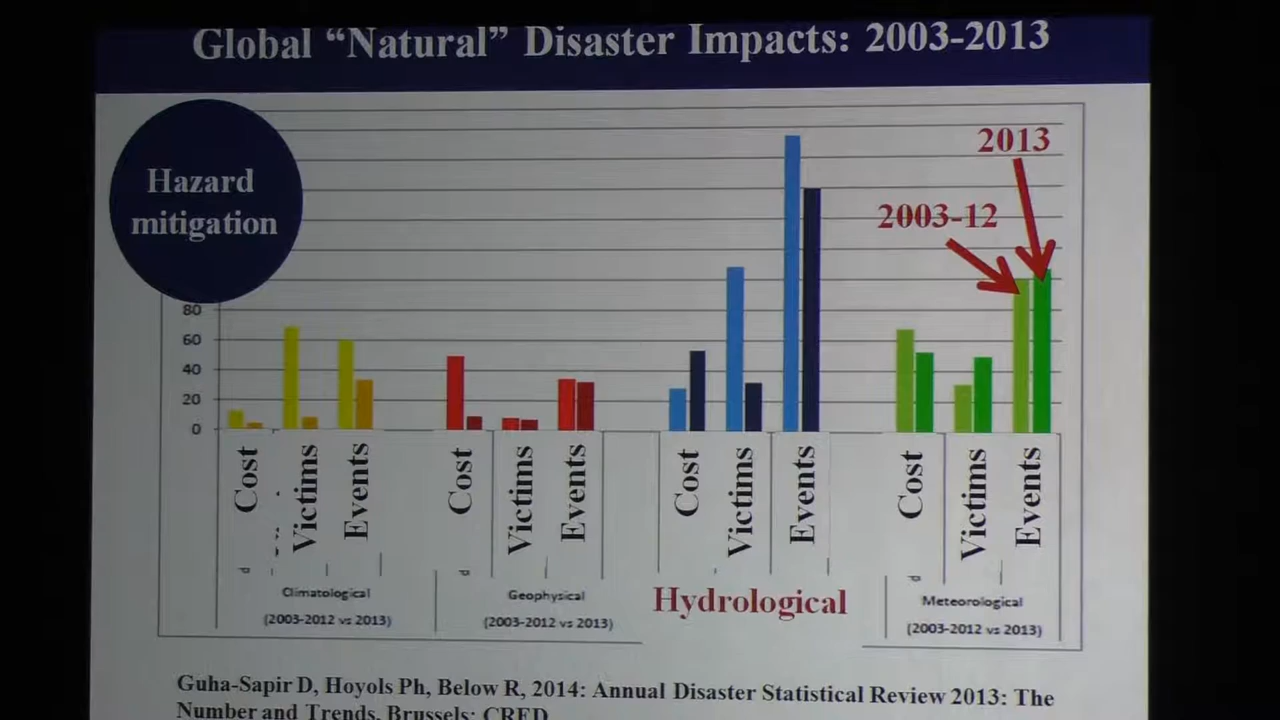 Global “Natural” Disaster Impacts: 2003-2013
Hazard
mitigation
2013
2003-12
80
60
40
20
0
Cost
Victims
Events
Cost
Victims
Events
Cost
Victims
Events
Cost
Victims
Events
Climatological
(2003-2012 vs 2013)
Geophysical
(2003-2012 vs 2013)
Hydrological
Meteorological
(2003-2012 vs 2013)
Guha-Sapir D, Hoyols Ph, Below R, 2014: Annual Disaster Statistical Review 2013: The
Number and Trends. Brussels: CRED